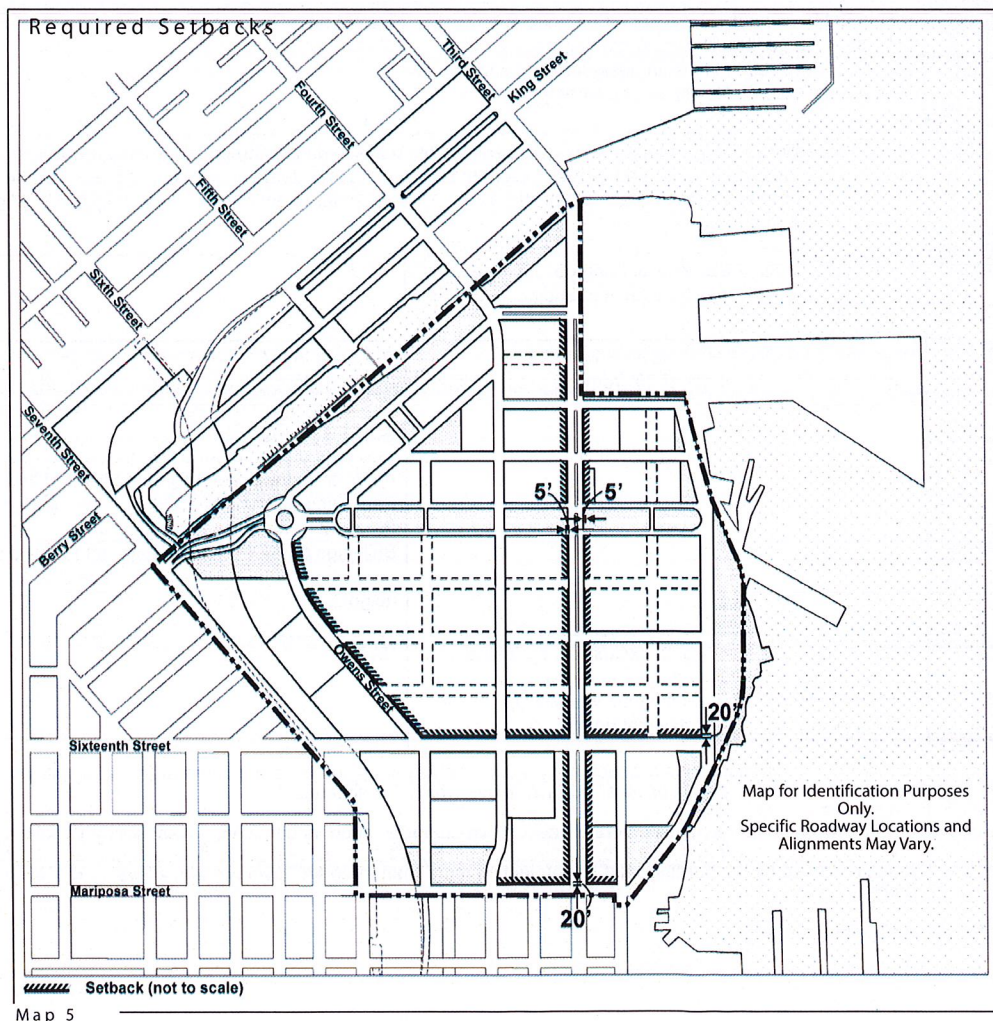 Required Setbacks
Third Street
King Street
Fourth Street
Fifth Street
Sixth Street
Seventh Street
Berry Street
5' 5'
Owens Street
20'
Sixteenth Street
Map for Identification Purposes
Only.
Specific Roadway Locations and
Alignments May Vary.
Mariposa Street
20'
Setback (not to scale)
Map 5